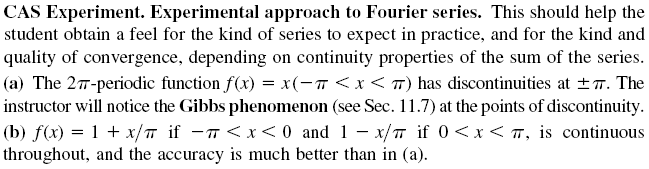 CAS Experiment. Experimental approach to Fourier series. This should help the
student obtain a feel for the kind of series to expect in practice, and for the kind and
quality of convergence, depending on continuity properties of the sum of the series.
(a) The 2π-periodic function f(x) = x(−π < x < π) has discontinuities at ±π. The
instructor will notice the Gibbs phenomenon (see Sec. 11.7) at the points of discontinuity.
(b) f(x) = 1 + x/π if −π < x < 0 and 1 − x/π if 0 < x < π, is continuous
throughout, and the accuracy is much better than in (a).